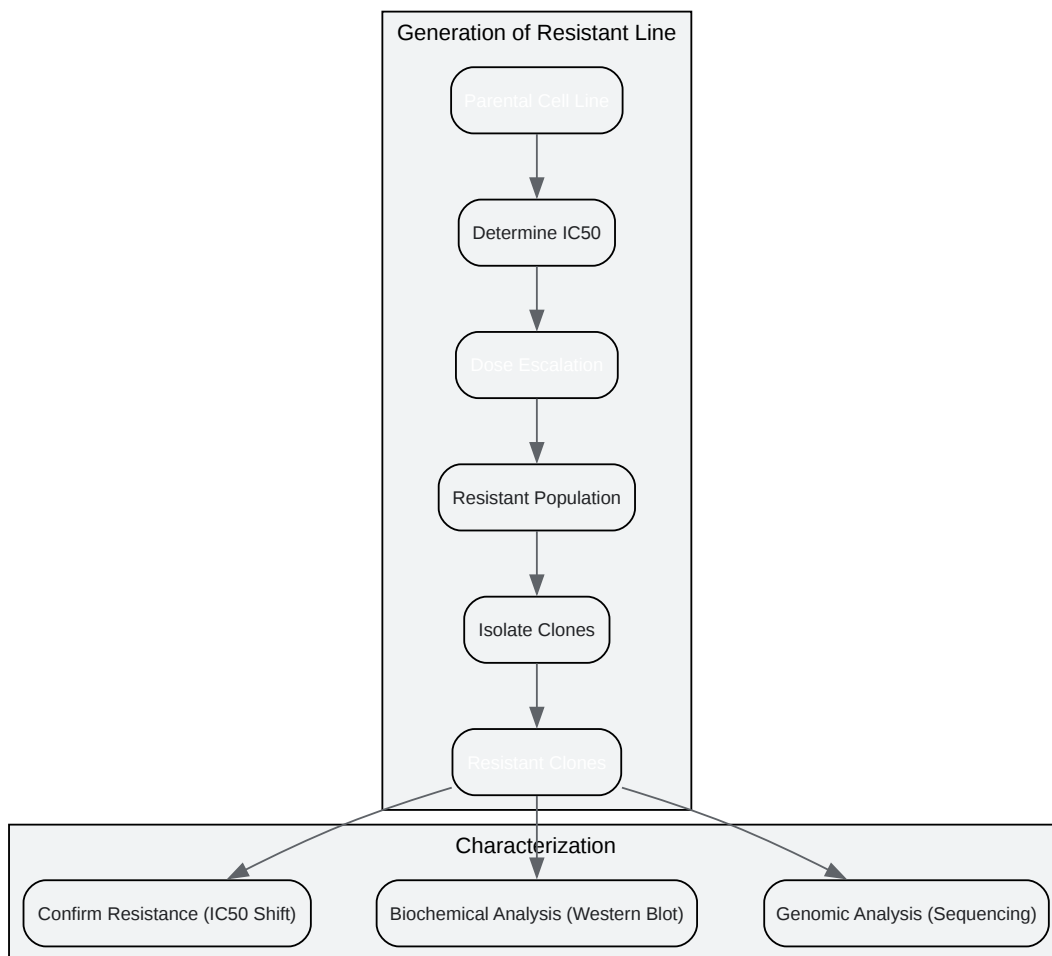 Generation of Resistant Line
Parental Cell Line
Determine IC50
Dose Escalation
Resistant Population
Isolate Clones
Resistant Clones
Characterization
Confirm Resistance (IC50 Shift)
Biochemical Analysis (Western Blot)
Genomic Analysis (Sequencing)